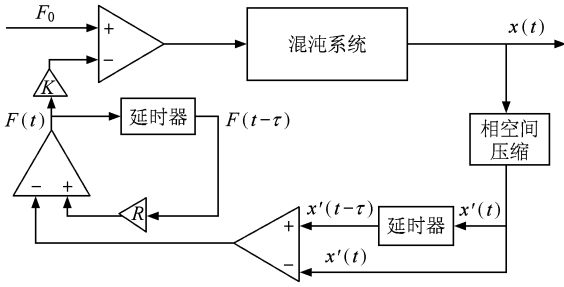 F₀
+
−
混沌系统
x(t)
K
F(t)
延时器
F(t−τ)
相空间
压缩
−
+
R
x′(t−τ)
延时器
x′(t)
+
−
x′(t)